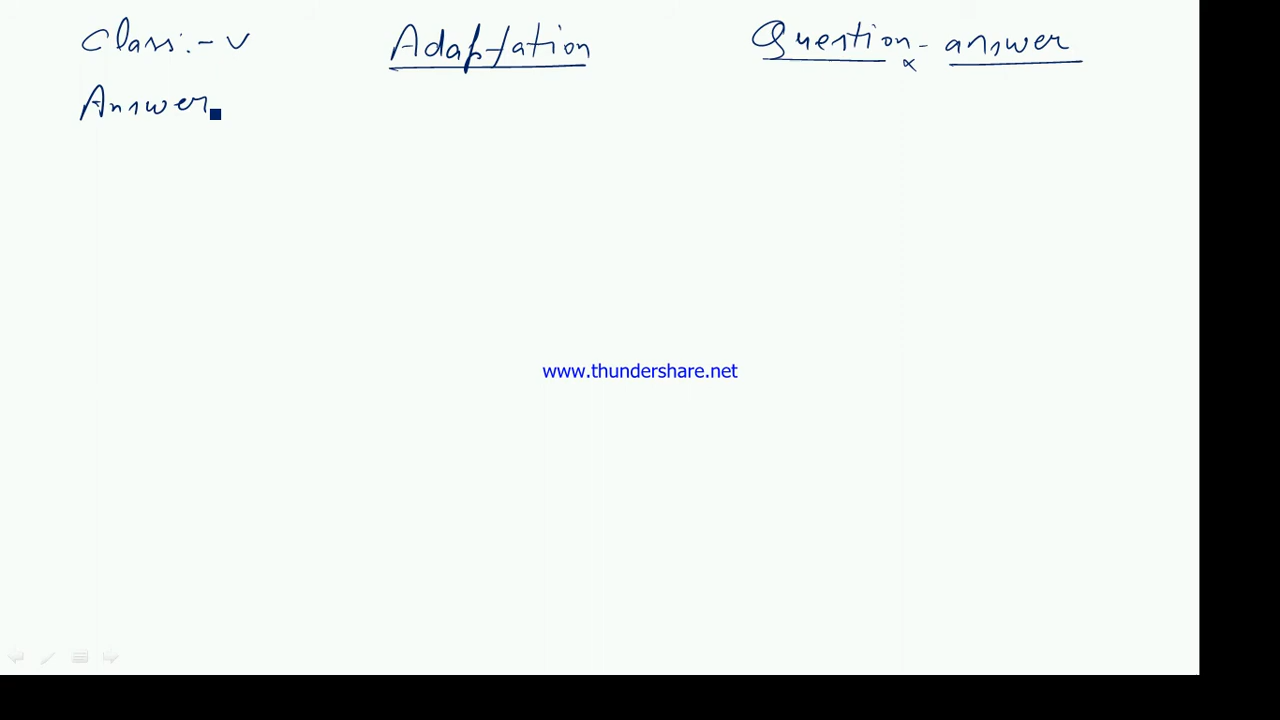 Class:- V Adaptation Question - answer
Answer
www.thundershare.net